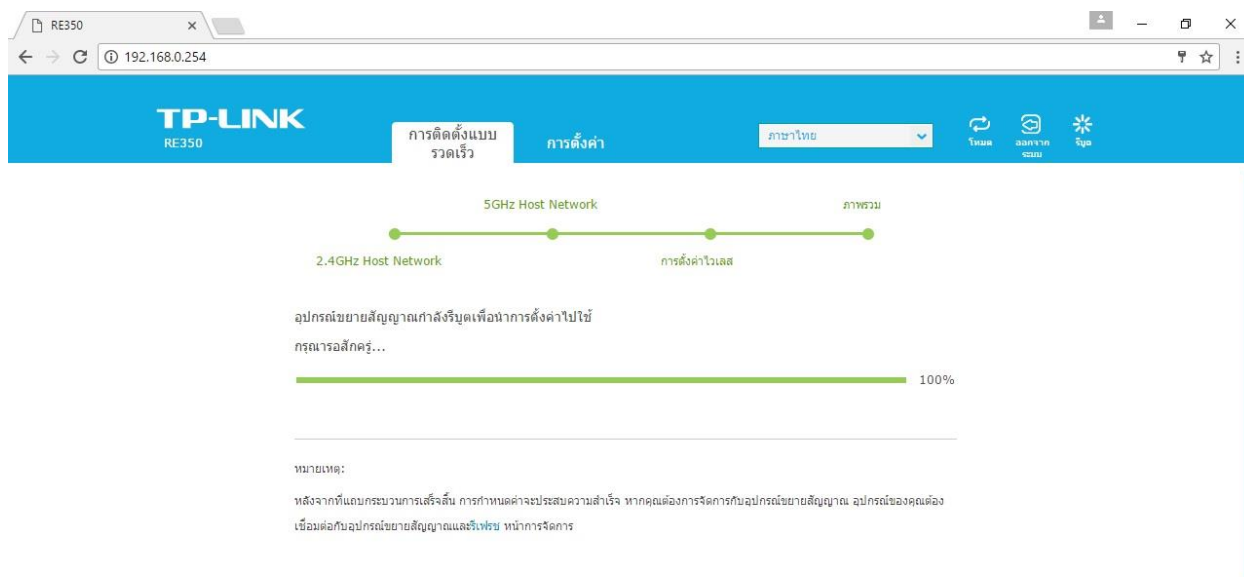 RE350
192.168.0.254
TP-LINK
RE350
การติดตั้งแบบ
รวดเร็ว
การตั้งค่า
ภาษาไทย
โหมด
ออกจาก
ระบบ
รีบูต
5GHz Host Network
ภาพรวม
2.4GHz Host Network
การตั้งค่าไวเลส
อุปกรณ์ขยายสัญญาณกำลังรีบูตเพื่อนำการตั้งค่าไปใช้
กรุณารอสักครู่...
100%
หมายเหตุ:
หลังจากที่แถบกระบวนการเสร็จสิ้น การกำหนดค่าจะประสบความสำเร็จ หากคุณต้องการจัดการกับอุปกรณ์ขยายสัญญาณ อุปกรณ์ของคุณต้อง
เชื่อมต่อกับอุปกรณ์ขยายสัญญาณและรีเฟรช หน้าการจัดการ